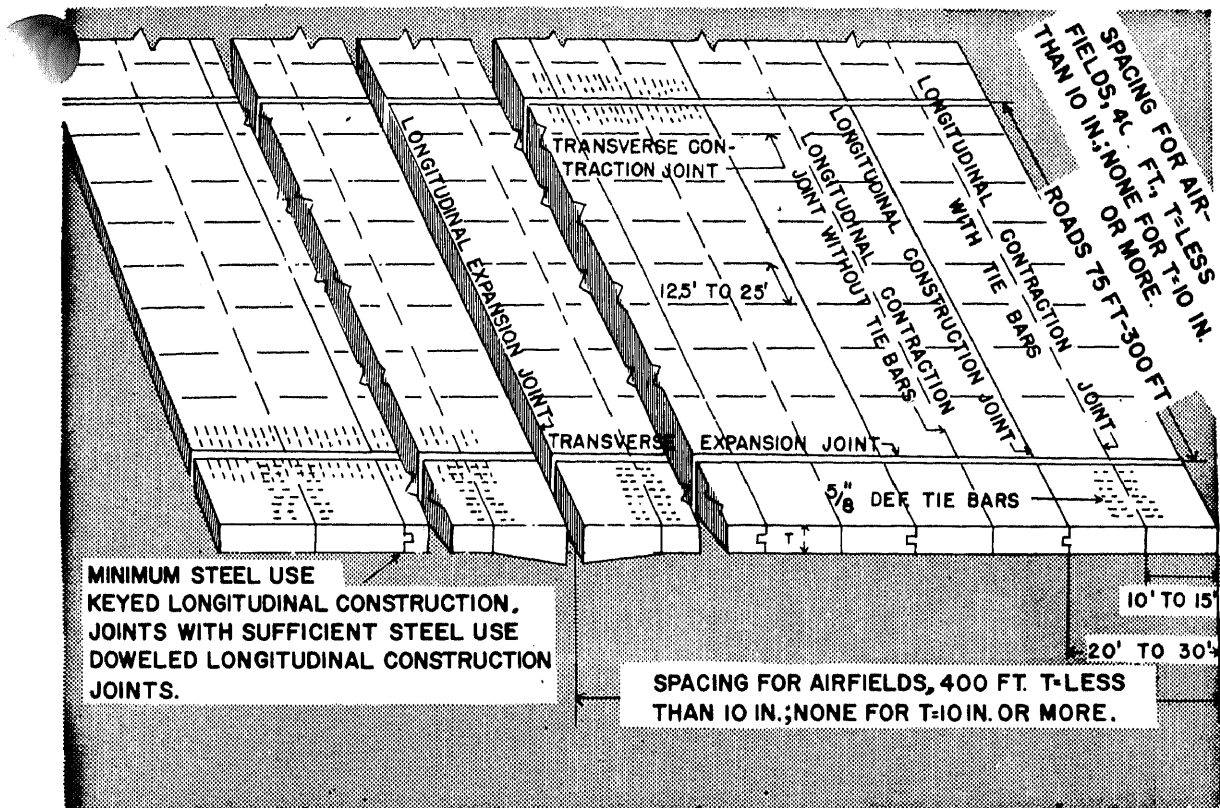 SPACING FOR AIR-
FIELDS, 40 FT., T=LESS
THAN 10 IN.;NONE FOR T=10 IN.
OR MORE.
ROADS 75 FT-300 FT
TRANSVERSE CON-
TRACTION JOINT
LONGITUDINAL EXPANSION JOINT
LONGITUDINAL CONTRACTION
JOINT WITHOUT TIE BARS
LONGITUDINAL CONSTRUCTION JOINT
LONGITUDINAL CONTRACTION JOINT
WITH TIE BARS
12.5' TO 25'
TRANSVERSE EXPANSION JOINT
5/8" DEF. TIE BARS
T
MINIMUM STEEL USE
KEYED LONGITUDINAL CONSTRUCTION.
JOINTS WITH SUFFICIENT STEEL USE
DOWELED LONGITUDINAL CONSTRUCTION
JOINTS.
10' TO 15'
20' TO 30'
SPACING FOR AIRFIELDS, 400 FT. T=LESS
THAN 10 IN.;NONE FOR T=10 IN. OR MORE.